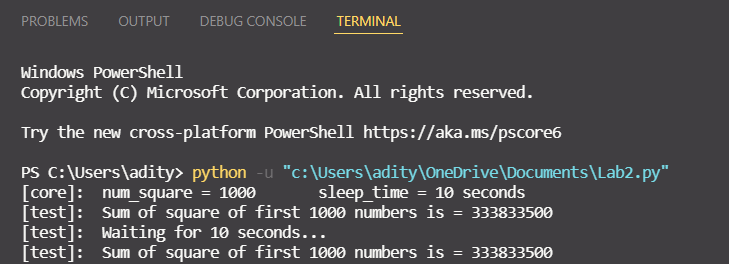 PROBLEMS OUTPUT DEBUG CONSOLE TERMINAL
Windows PowerShell
Copyright (C) Microsoft Corporation. All rights reserved.
Try the new cross-platform PowerShell https://aka.ms/pscore6
PS C:\Users\adity> python -u "c:\Users\adity\OneDrive\Documents\Lab2.py"
[core]:  num_square = 1000       sleep_time = 10 seconds
[test]:  Sum of square of first 1000 numbers is = 333833500
[test]:  Waiting for 10 seconds...
[test]:  Sum of square of first 1000 numbers is = 333833500